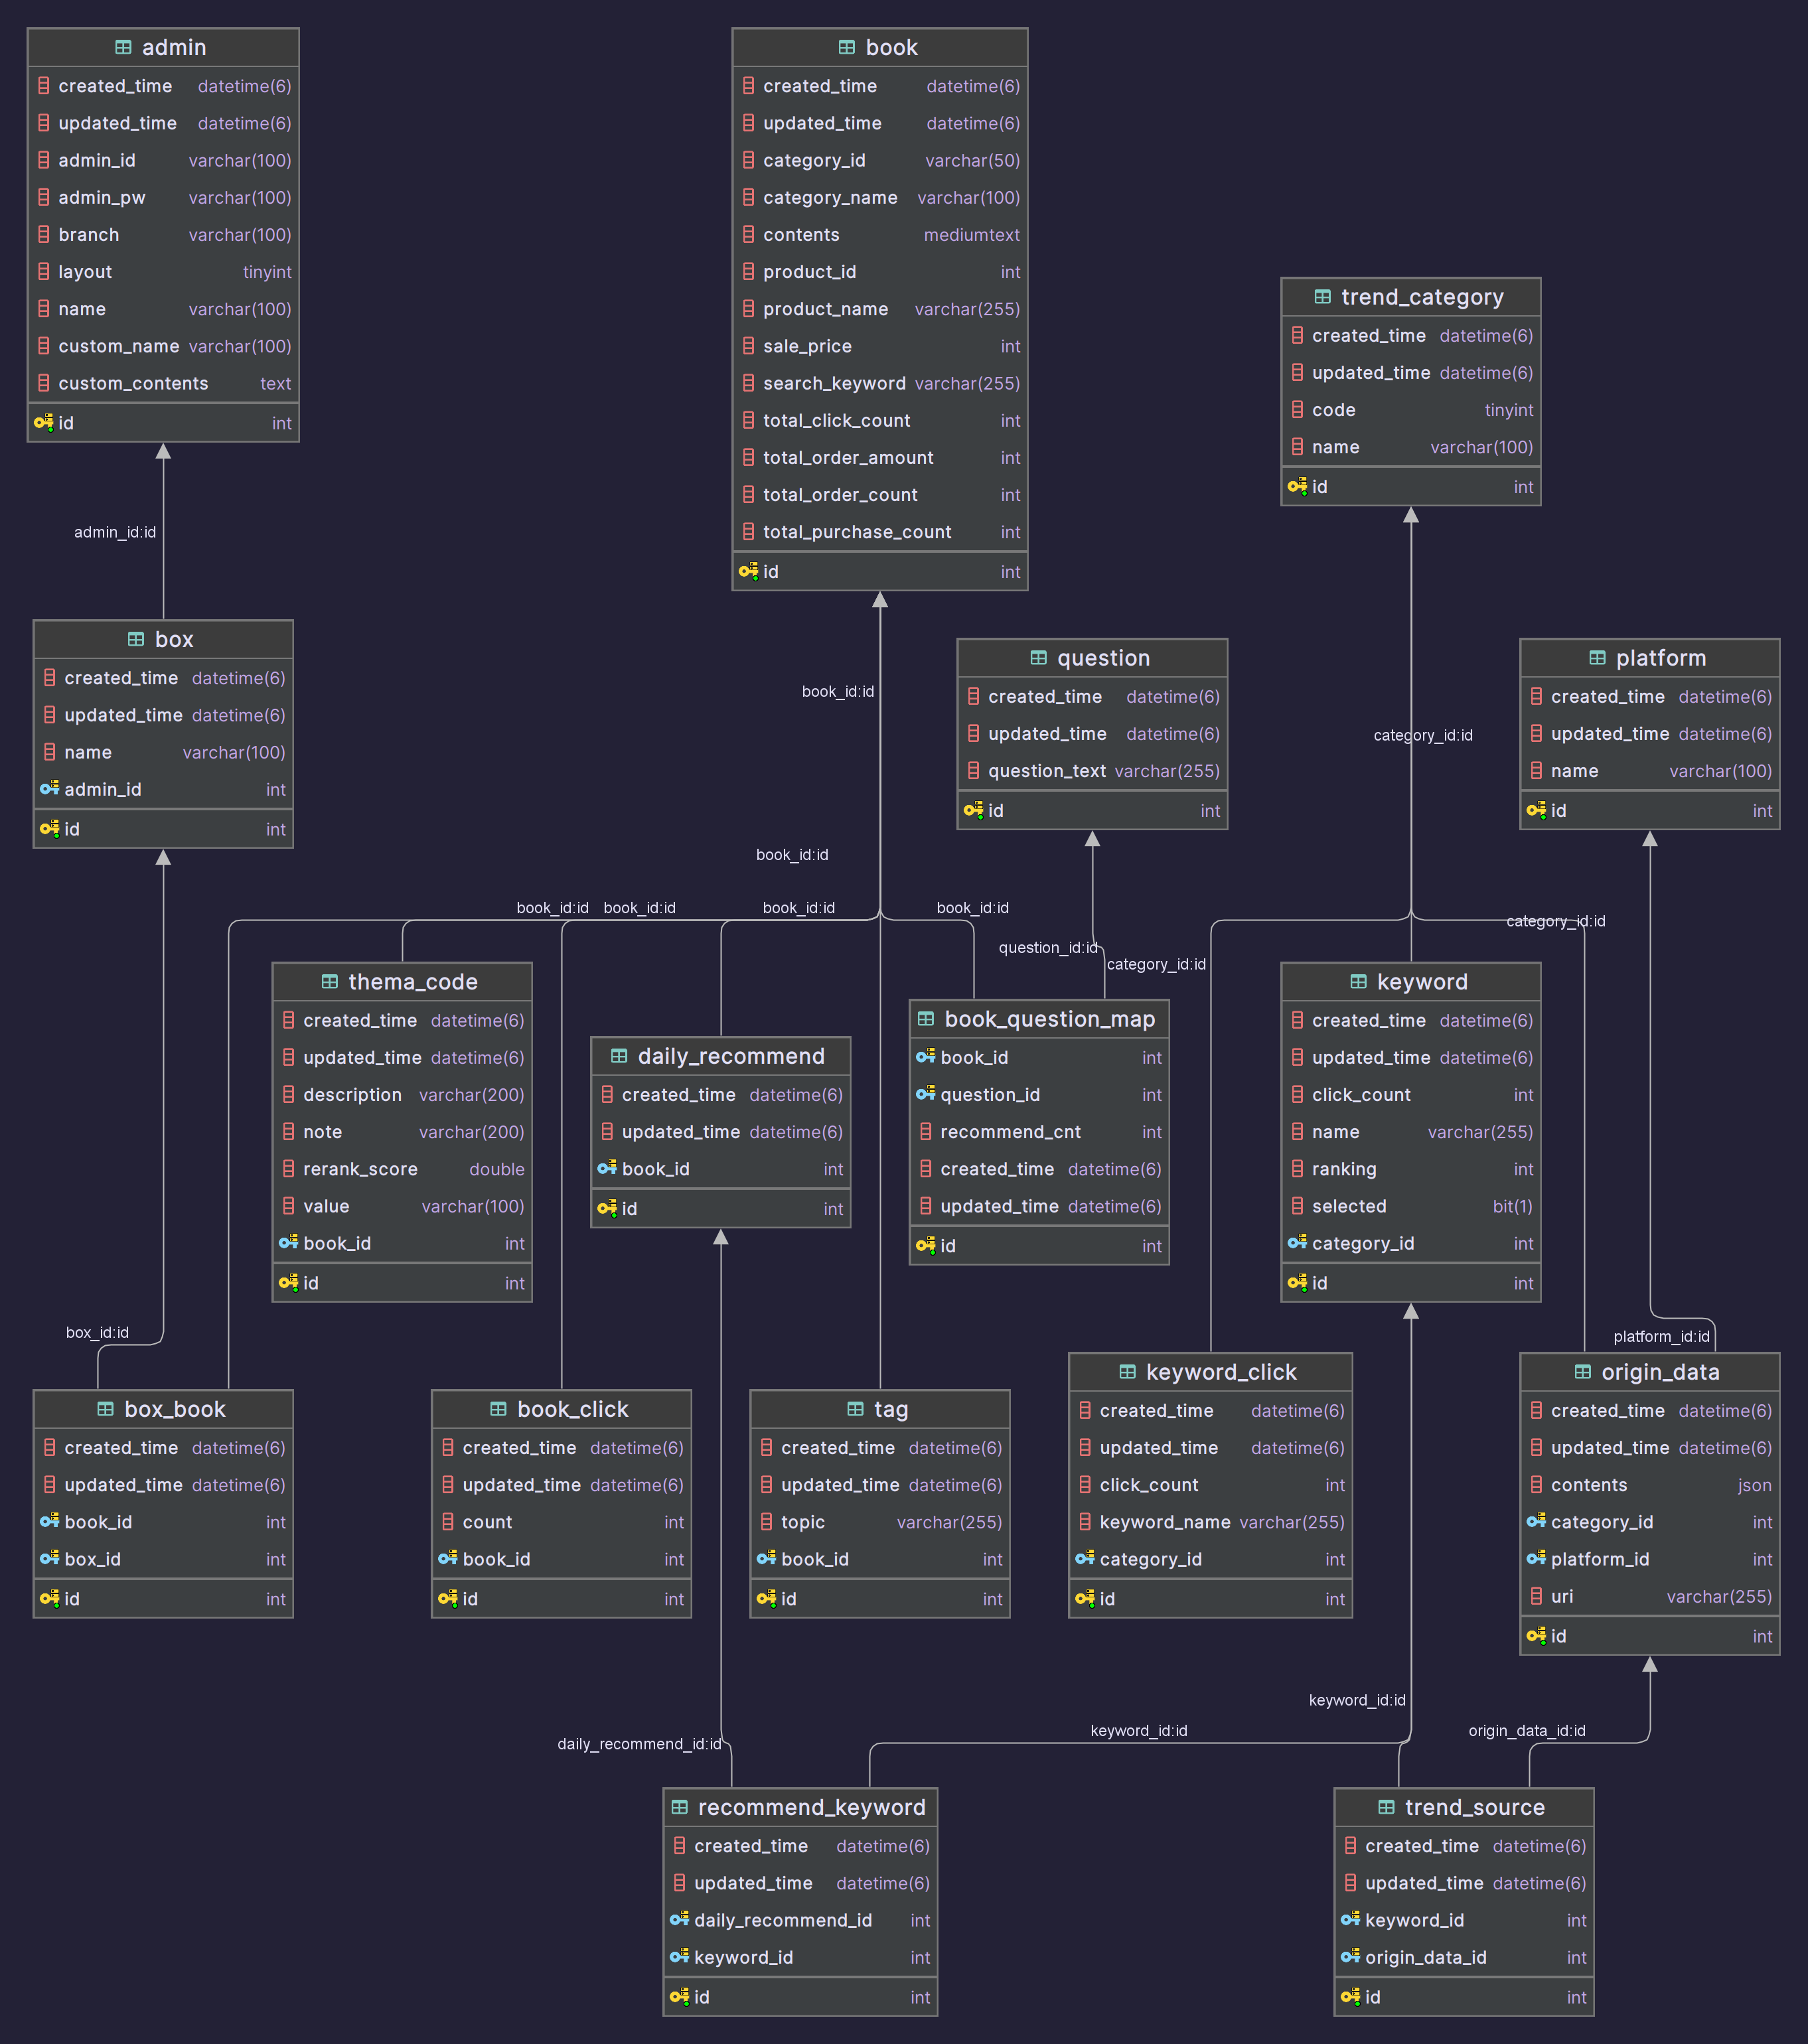 admin
created_time datetime(6)
updated_time datetime(6)
admin_id varchar(100)
admin_pw varchar(100)
branch varchar(100)
layout tinyint
name varchar(100)
custom_name varchar(100)
custom_contents text
id int
book
created_time datetime(6)
updated_time datetime(6)
category_id varchar(50)
category_name varchar(100)
contents mediumtext
product_id int
product_name varchar(255)
sale_price int
search_keyword varchar(255)
total_click_count int
total_order_amount int
total_order_count int
total_purchase_count int
id int
trend_category
created_time datetime(6)
updated_time datetime(6)
code tinyint
name varchar(100)
id int
admin_id:id
box
created_time datetime(6)
updated_time datetime(6)
name varchar(100)
admin_id int
id int
book_id:id
question
created_time datetime(6)
updated_time datetime(6)
question_text varchar(255)
id int
category_id:id
platform
created_time datetime(6)
updated_time datetime(6)
name varchar(100)
id int
book_id:id
book_id:id
book_id:id
book_id:id
book_id:id
question_id:id
category_id:id
category_id:id
thema_code
created_time datetime(6)
updated_time datetime(6)
description varchar(200)
note varchar(200)
rerank_score double
value varchar(100)
book_id int
id int
daily_recommend
created_time datetime(6)
updated_time datetime(6)
book_id int
id int
book_question_map
book_id int
question_id int
recommend_cnt int
created_time datetime(6)
updated_time datetime(6)
id int
keyword
created_time datetime(6)
updated_time datetime(6)
click_count int
name varchar(255)
ranking int
selected bit(1)
category_id int
id int
box_id:id
platform_id:id
box_book
created_time datetime(6)
updated_time datetime(6)
book_id int
box_id int
id int
book_click
created_time datetime(6)
updated_time datetime(6)
count int
book_id int
id int
tag
created_time datetime(6)
updated_time datetime(6)
topic varchar(255)
book_id int
id int
keyword_click
created_time datetime(6)
updated_time datetime(6)
click_count int
keyword_name varchar(255)
category_id int
id int
origin_data
created_time datetime(6)
updated_time datetime(6)
contents json
category_id int
platform_id int
uri varchar(255)
id int
keyword_id:id
daily_recommend_id:id
keyword_id:id
origin_data_id:id
recommend_keyword
created_time datetime(6)
updated_time datetime(6)
daily_recommend_id int
keyword_id int
id int
trend_source
created_time datetime(6)
updated_time datetime(6)
keyword_id int
origin_data_id int
id int